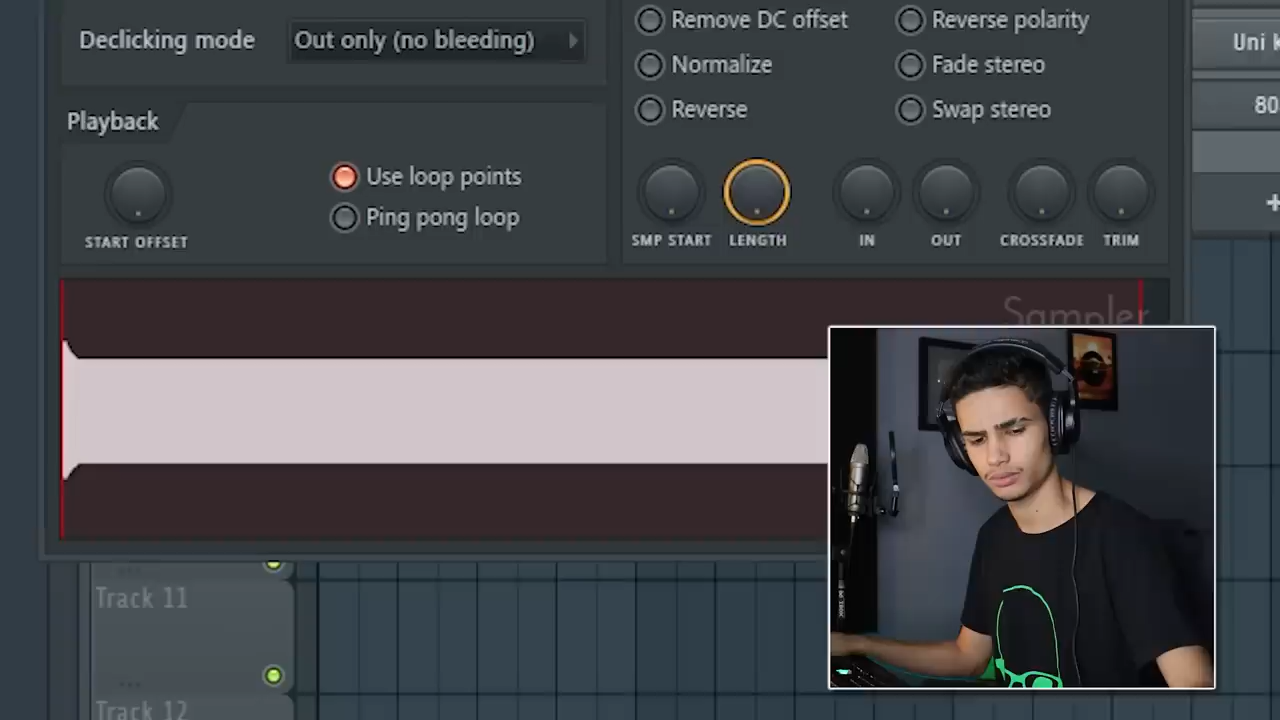 Declicking mode
Out only (no bleeding)
Remove DC offset
Reverse polarity
Normalize
Fade stereo
Reverse
Swap stereo
Uni k
80
Playback
Use loop points
Ping pong loop
START OFFSET
SMP START
LENGTH
IN
OUT
CROSSFADE
TRIM
Sampler
Track 11
Track 12